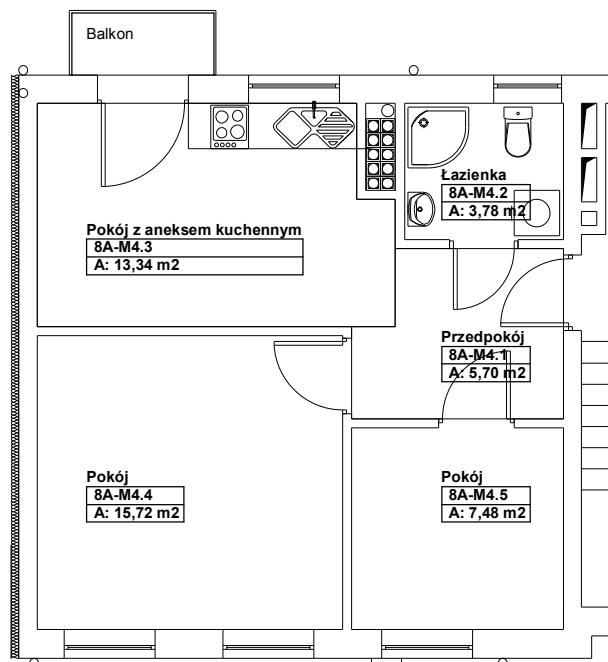 Balkon
Łazienka
8A-M4.2
A: 3,78 m2
Pokój z aneksem kuchennym
8A-M4.3
A: 13,34 m2
Przedpokój
8A-M4.1
A: 5,70 m2
Pokój
8A-M4.4
A: 15,72 m2
Pokój
8A-M4.5
A: 7,48 m2